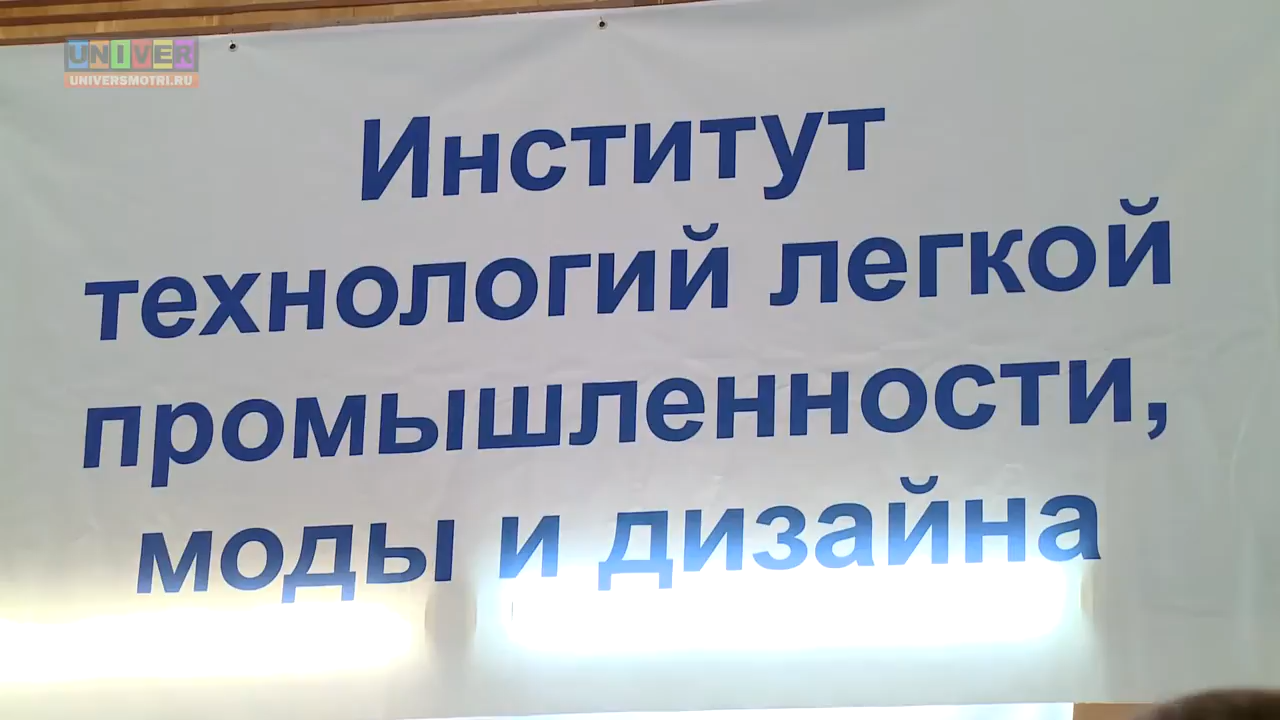 UNIVER
UNIVERSMOTRI.RU
Институт
технологий легкой
промышленности,
моды и дизайна